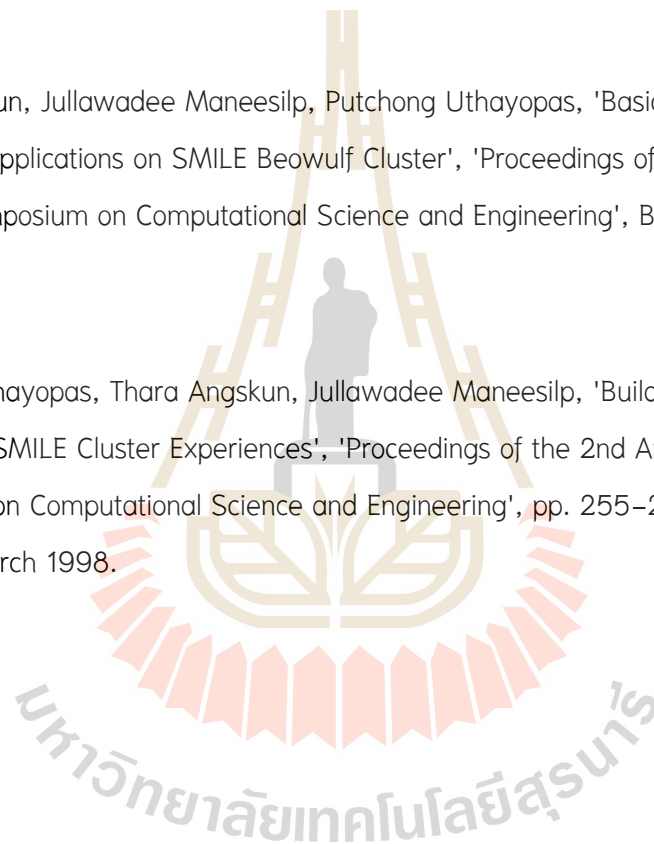 un, Jullawadee Maneesilp, Putchong Uthayopas, 'Basic
pplications on SMILE Beowulf Cluster', 'Proceedings of
nposium on Computational Science and Engineering', B
hayopas, Thara Angskun, Jullawadee Maneesilp, 'Build
SMILE Cluster Experiences', 'Proceedings of the 2nd A
on Computational Science and Engineering', pp. 255–2
rch 1998.
มหาวิทยาลัยเทคโนโลยีสุรนารี